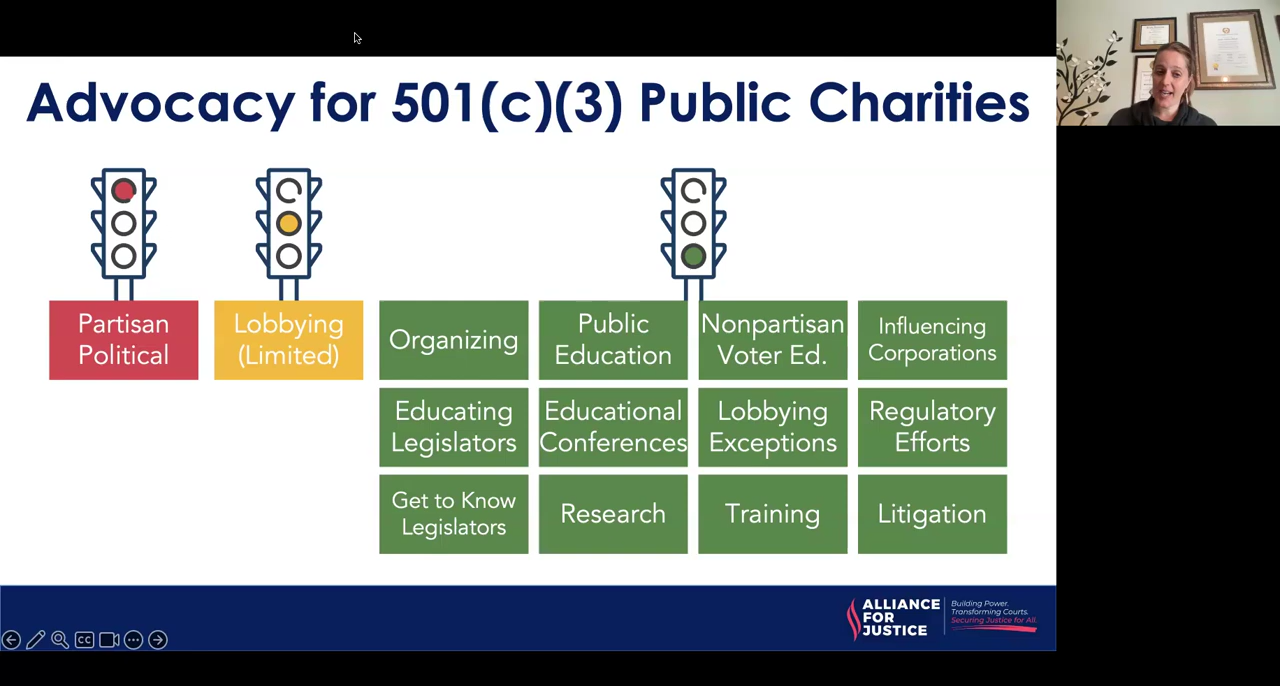 Advocacy for 501(c)(3) Public Charities
Partisan
Political
Lobbying
(Limited)
Organizing
Public
Education
Nonpartisan
Voter Ed.
Influencing
Corporations
Educating
Legislators
Educational
Conferences
Lobbying
Exceptions
Regulatory
Efforts
Get to Know
Legislators
Research
Training
Litigation
ALLIANCE
FOR
JUSTICE
Building Power.
Transforming Courts.
Securing Justice for All.
CC